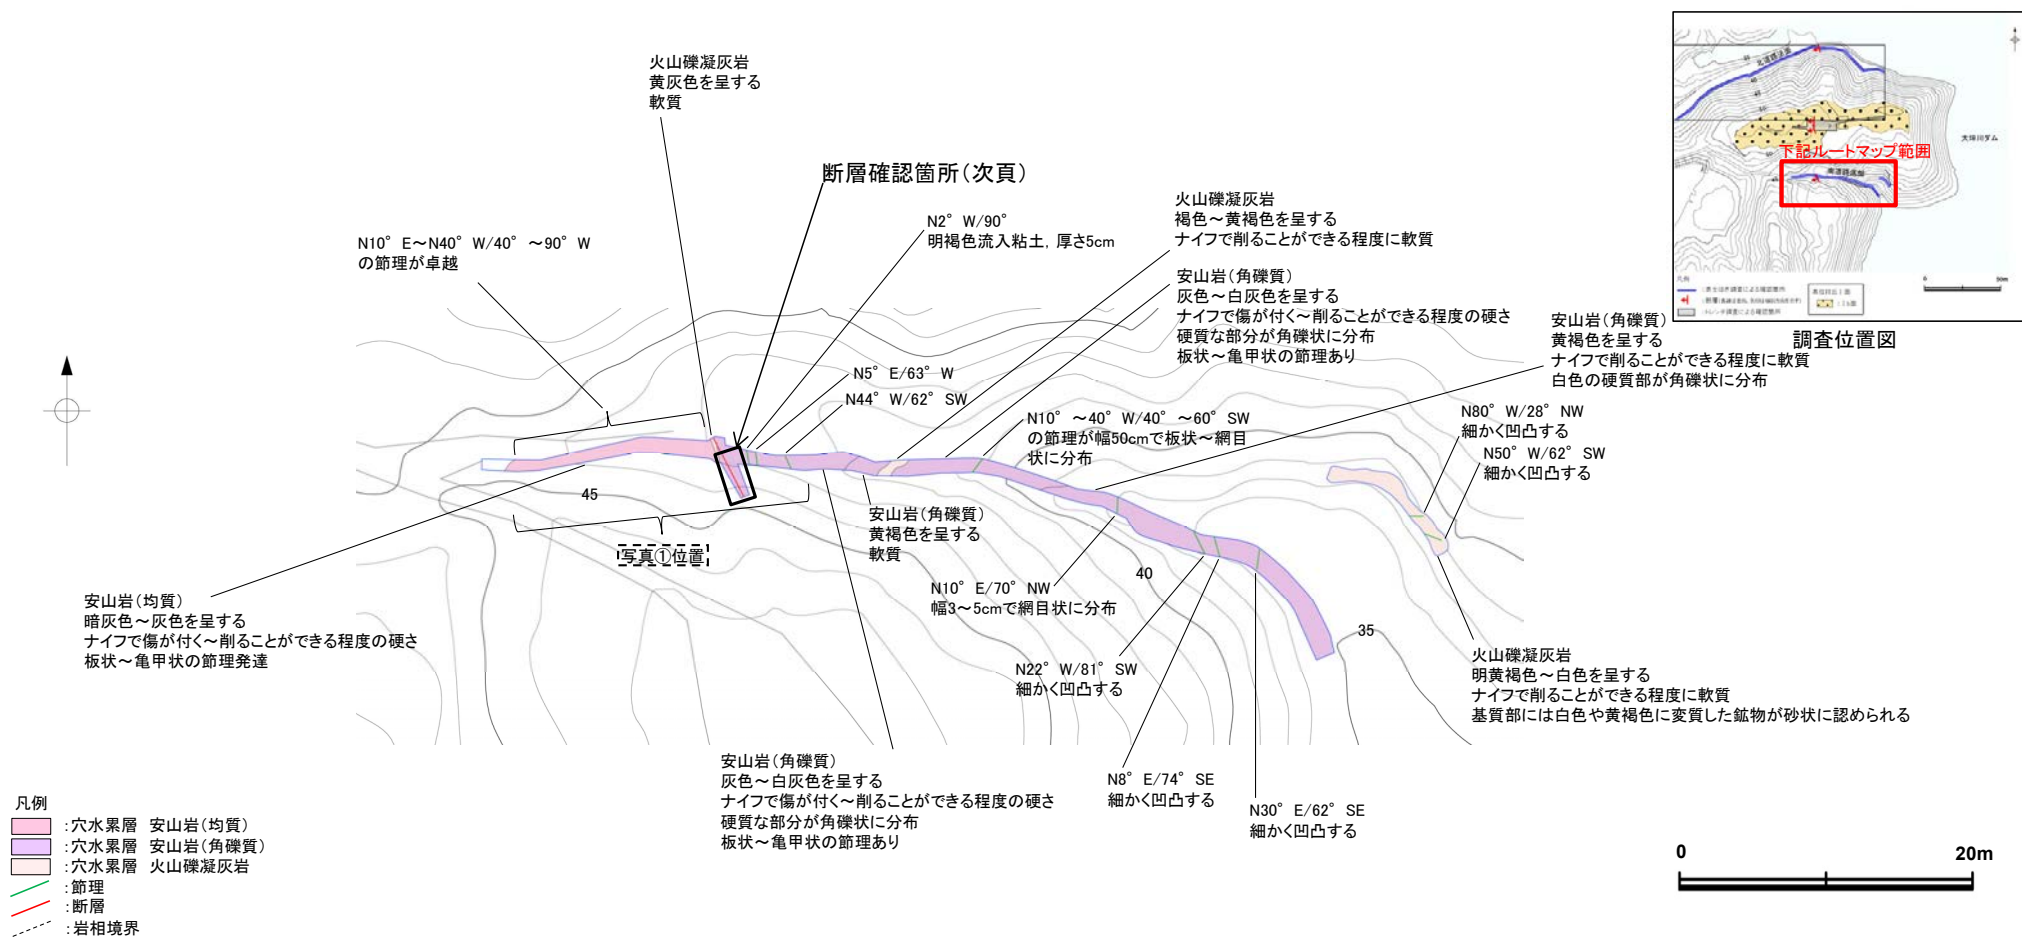 火山礫凝灰岩
黄灰色を呈する
軟質
断層確認箇所(次頁)
N10°E～N40°W/40°～90°W
の節理が卓越
N2°W/90°
明褐色流入粘土, 厚さ5cm
火山礫凝灰岩
褐色～黄褐色を呈する
ナイフで削ることができる程度に軟質
安山岩(角礫質)
灰色～白灰色を呈する
ナイフで傷が付く～削ることができる程度の硬さ
硬質な部分が角礫状に分布
板状～亀甲状の節理あり
安山岩(角礫質)
黄褐色を呈する
ナイフで削ることができる程度に軟質
白色の硬質部が角礫状に分布
N5°E/63°W
N44°W/62°SW
N10°～40°W/40°～60°SW
の節理が幅50cmで板状～網目
状に分布
N80°W/28°NW
細かく凹凸する
N50°W/62°SW
細かく凹凸する
45
写真①位置
安山岩(角礫質)
黄褐色を呈する
軟質
N10°E/70°NW
幅3～5cmで網目状に分布
40
35
安山岩(均質)
暗灰色～灰色を呈する
ナイフで傷が付く～削ることができる程度の硬さ
板状～亀甲状の節理発達
N22°W/81°SW
細かく凹凸する
火山礫凝灰岩
明黄褐色～白色を呈する
ナイフで削ることができる程度に軟質
基質部には白色や黄褐色に変質した鉱物が砂状に認められる
安山岩(角礫質)
灰色～白灰色を呈する
ナイフで傷が付く～削ることができる程度の硬さ
硬質な部分が角礫状に分布
板状～亀甲状の節理あり
N8°E/74°SE
細かく凹凸する
N30°E/62°SE
細かく凹凸する
凡例
:穴水累層 安山岩(均質)
:穴水累層 安山岩(角礫質)
:穴水累層 火山礫凝灰岩
:節理
:断層
:岩相境界
0 20m
下記ルートマップ範囲
大坪川ダム
凡例
0 50m
調査位置図